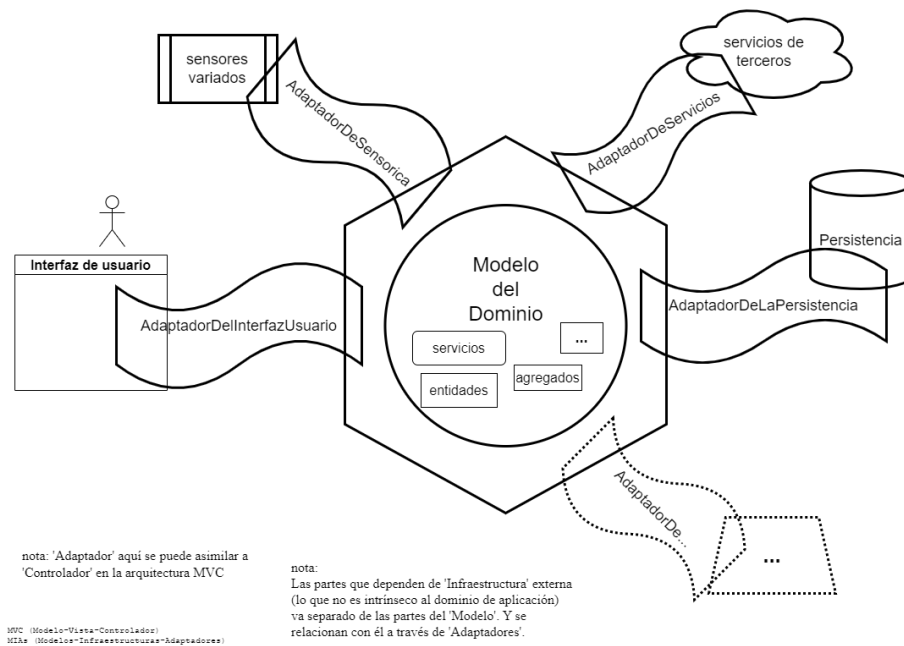 sensores
variados
AdaptadorDeSensorica
servicios de
terceros
AdaptadorDeServicios
Interfaz de usuario
AdaptadorDelInterfazUsuario
Modelo
del
Dominio
servicios
...
entidades
agregados
Persistencia
AdaptadorDeLaPersistencia
AdaptadorDe...
...
nota: 'Adaptador' aquí se puede asimilar a
'Controlador' en la arquitectura MVC
nota:
Las partes que dependen de 'Infraestructura' externa
(lo que no es intrínseco al dominio de aplicación)
va separado de las partes del 'Modelo'. Y se
relacionan con él a través de 'Adaptadores'.
MVC (Modelo-Vista-Controlador)
MIAs (Modelos-Infraestructuras-Adaptadores)